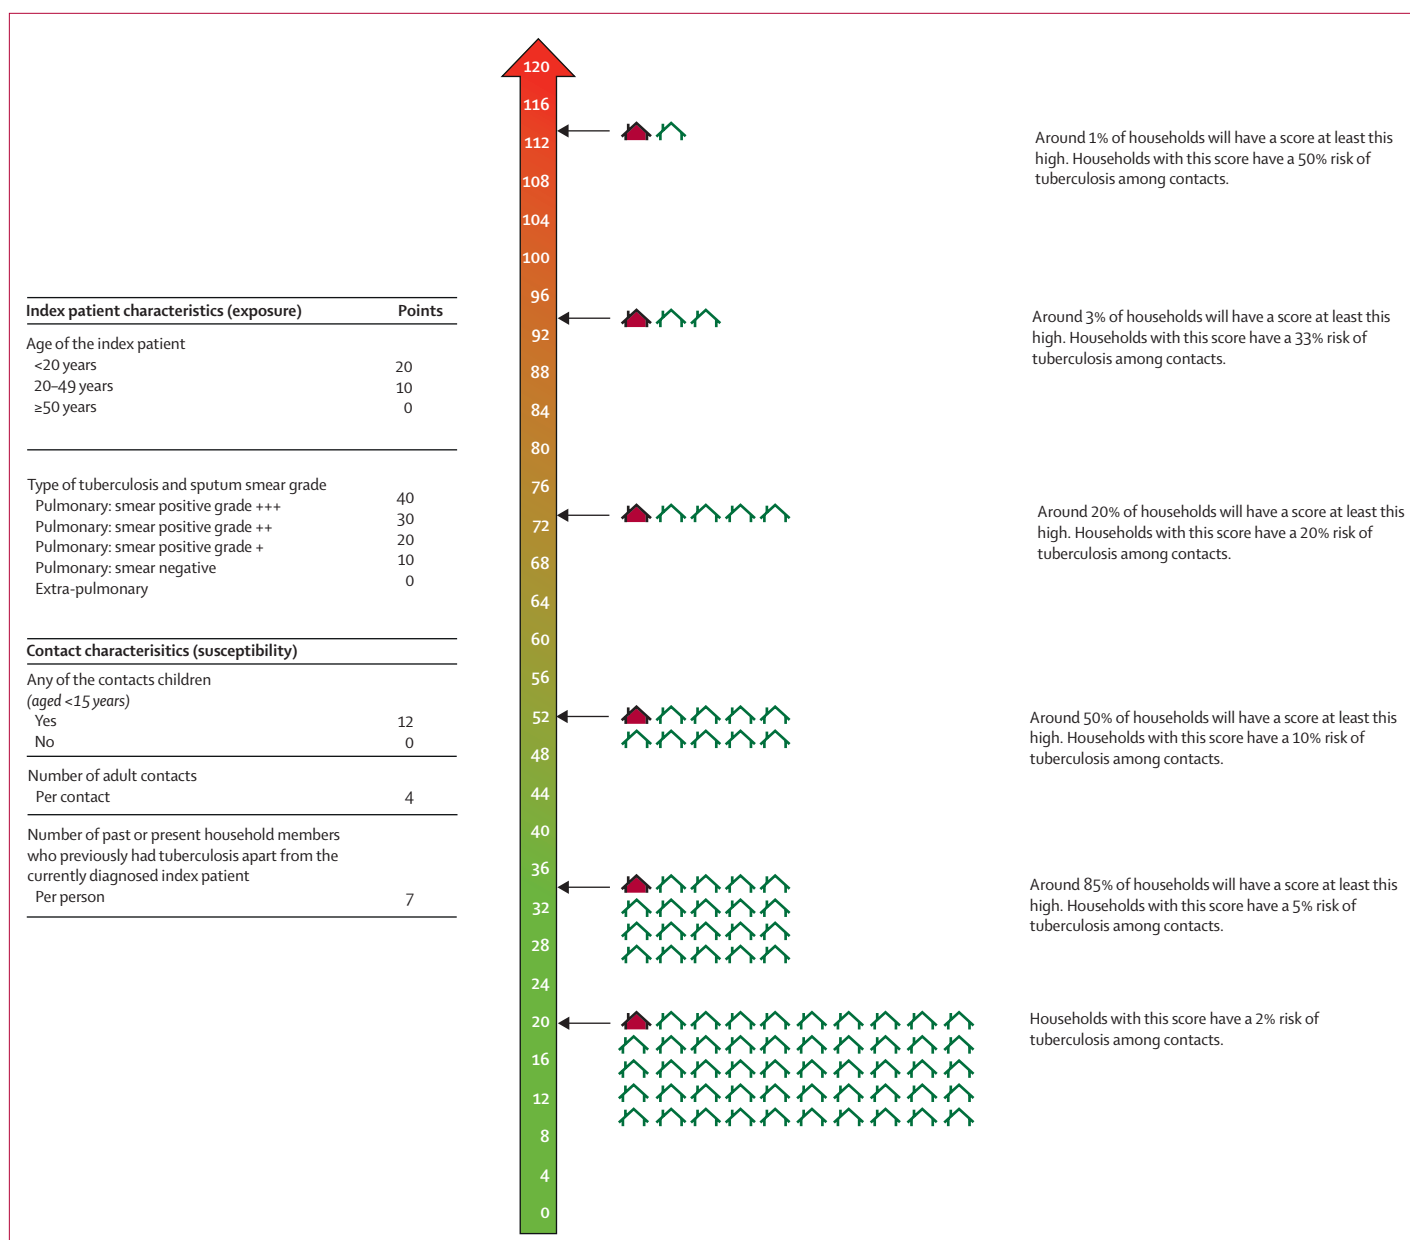 Index patient characteristics (exposure) Points
Age of the index patient
<20 years 20
20–49 years 10
≥50 years 0
Type of tuberculosis and sputum smear grade
Pulmonary: smear positive grade +++ 40
Pulmonary: smear positive grade ++ 30
Pulmonary: smear positive grade + 20
Pulmonary: smear negative 10
Extra-pulmonary 0
Contact characterisitics (susceptibility)
Any of the contacts children
(aged <15 years)
Yes 12
No 0
Number of adult contacts
Per contact 4
Number of past or present household members
who previously had tuberculosis apart from the
currently diagnosed index patient
Per person 7
120
116
112
108
104
100
96
92
88
84
80
76
72
68
64
60
56
52
48
44
40
36
32
28
24
20
16
12
8
4
0
Around 1% of households will have a score at least this
high. Households with this score have a 50% risk of
tuberculosis among contacts.
Around 3% of households will have a score at least this
high. Households with this score have a 33% risk of
tuberculosis among contacts.
Around 20% of households will have a score at least this
high. Households with this score have a 20% risk of
tuberculosis among contacts.
Around 50% of households will have a score at least this
high. Households with this score have a 10% risk of
tuberculosis among contacts.
Around 85% of households will have a score at least this
high. Households with this score have a 5% risk of
tuberculosis among contacts.
Households with this score have a 2% risk of
tuberculosis among contacts.